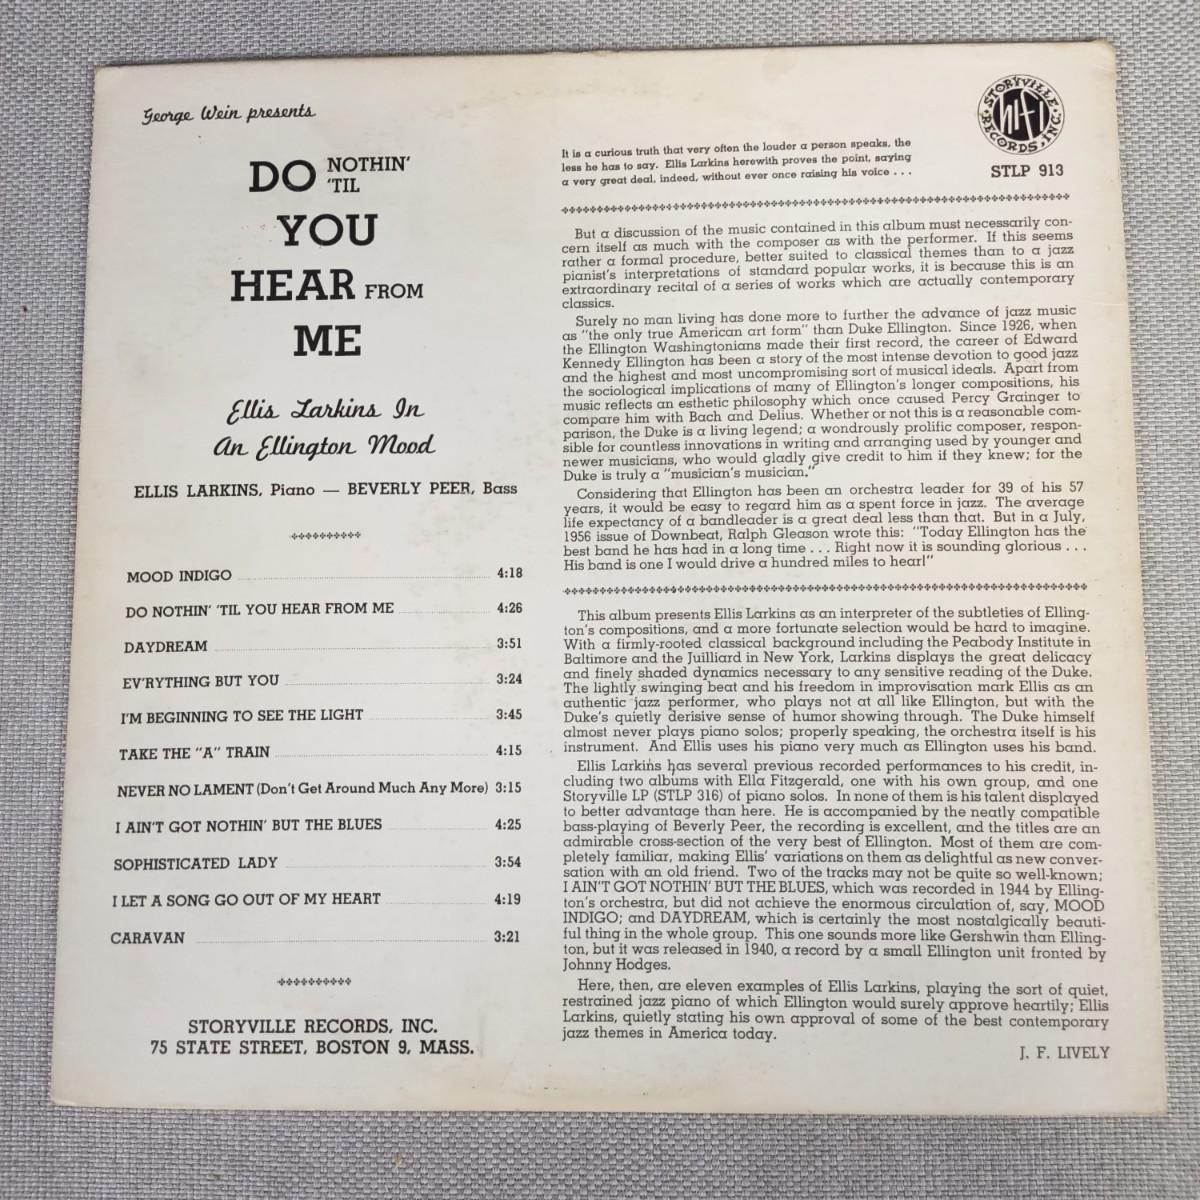 George Wein presents
DO NOTHIN' 'TIL
YOU
HEAR FROM
ME
Ellis Larkins In
An Ellington Mood
ELLIS LARKINS, Piano — BEVERLY PEER, Bass
MOOD INDIGO 4:18
DO NOTHIN' 'TIL YOU HEAR FROM ME 4:26
DAYDREAM 3:51
EV'RYTHING BUT YOU 3:24
I'M BEGINNING TO SEE THE LIGHT 3:45
TAKE THE "A" TRAIN 4:15
NEVER NO LAMENT (Don't Get Around Much Any More) 3:15
I AIN'T GOT NOTHIN' BUT THE BLUES 4:25
SOPHISTICATED LADY 3:54
I LET A SONG GO OUT OF MY HEART 4:19
CARAVAN 3:21
STORYVILLE RECORDS, INC.
75 STATE STREET, BOSTON 9, MASS.
STORYVILLE
hifi
RECORDS, INC.
STLP 913
It is a curious truth that very often the louder a person speaks, the
less he has to say. Ellis Larkins herewith proves the point, saying
a very great deal, indeed, without ever once raising his voice . . .
But a discussion of the music contained in this album must necessarily con-
cern itself as much with the composer as with the performer. If this seems
rather a formal procedure, better suited to classical themes than to a jazz
pianist's interpretations of standard popular works, it is because this is an
extraordinary recital of a series of works which are actually contemporary
classics.
Surely no man living has done more to further the advance of jazz music
as "the only true American art form" than Duke Ellington. Since 1926, when
the Ellington Washingtonians made their first record, the career of Edward
Kennedy Ellington has been a story of the most intense devotion to good jazz
and the highest and most uncompromising sort of musical ideals. Apart from
the sociological implications of many of Ellington's longer compositions, his
music reflects an esthetic philosophy which once caused Percy Grainger to
compare him with Bach and Delius. Whether or not this is a reasonable com-
parison, the Duke is a living legend; a wondrously prolific composer, respon-
sible for countless innovations in writing and arranging used by younger and
newer musicians, who would gladly give credit to him if they knew; for the
Duke is truly a "musician's musician."
Considering that Ellington has been an orchestra leader for 39 of his 57
years, it would be easy to regard him as a spent force in jazz. The average
life expectancy of a bandleader is a great deal less than that. But in a July,
1956 issue of Downbeat, Ralph Gleason wrote this: "Today Ellington has the
best band he has had in a long time . . . Right now it is sounding glorious . . .
His band is one I would drive a hundred miles to hear!"
This album presents Ellis Larkins as an interpreter of the subtleties of Elling-
ton's compositions, and a more fortunate selection would be hard to imagine.
With a firmly-rooted classical background including the Peabody Institute in
Baltimore and the Juilliard in New York, Larkins displays the great delicacy
and finely shaded dynamics necessary to any sensitive reading of the Duke.
The lightly swinging beat and his freedom in improvisation mark Ellis as an
authentic jazz performer, who plays not at all like Ellington, but with the
Duke's quietly derisive sense of humor showing through. The Duke himself
almost never plays piano solos; properly speaking, the orchestra itself is his
instrument. And Ellis uses his piano very much as Ellington uses his band.
Ellis Larkins has several previous recorded performances to his credit, in-
cluding two albums with Ella Fitzgerald, one with his own group, and one
Storyville LP (STLP 316) of piano solos. In none of them is his talent displayed
to better advantage than here. He is accompanied by the neatly compatible
bass-playing of Beverly Peer, the recording is excellent, and the titles are an
admirable cross-section of the very best of Ellington. Most of them are com-
pletely familiar, making Ellis' variations on them as delightful as new conver-
sation with an old friend. Two of the tracks may not be quite so well-known;
I AIN'T GOT NOTHIN' BUT THE BLUES, which was recorded in 1944 by Elling-
ton's orchestra, but did not achieve the enormous circulation of, say, MOOD
INDIGO; and DAYDREAM, which is certainly the most nostalgically beauti-
ful thing in the whole group. This one sounds more like Gershwin than Elling-
ton, but it was released in 1940, a record by a small Ellington unit fronted by
Johnny Hodges.
Here, then, are eleven examples of Ellis Larkins, playing the sort of quiet,
restrained jazz piano of which Ellington would surely approve heartily; Ellis
Larkins, quietly stating his own approval of some of the best contemporary
jazz themes in America today.
J. F. LIVELY